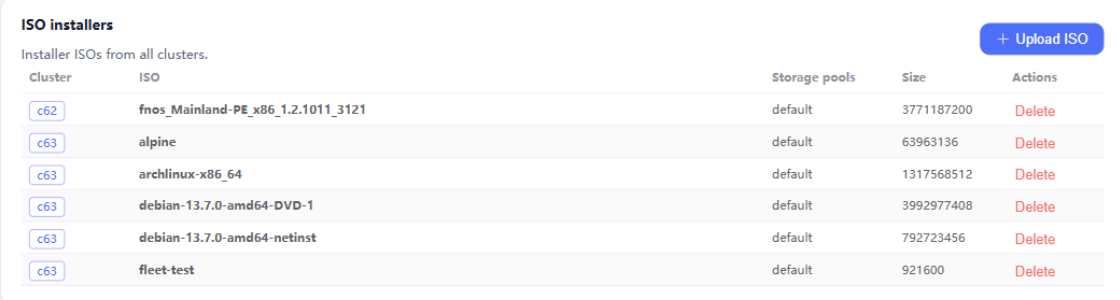 ISO installers
+ Upload ISO
Installer ISOs from all clusters.
Cluster ISO Storage pools Size Actions
c62 fnos_Mainland-PE_x86_1.2.1011_3121 default 3771187200 Delete
c63 alpine default 63963136 Delete
c63 archlinux-x86_64 default 1317568512 Delete
c63 debian-13.7.0-amd64-DVD-1 default 3992977408 Delete
c63 debian-13.7.0-amd64-netinst default 792723456 Delete
c63 fleet-test default 921600 Delete